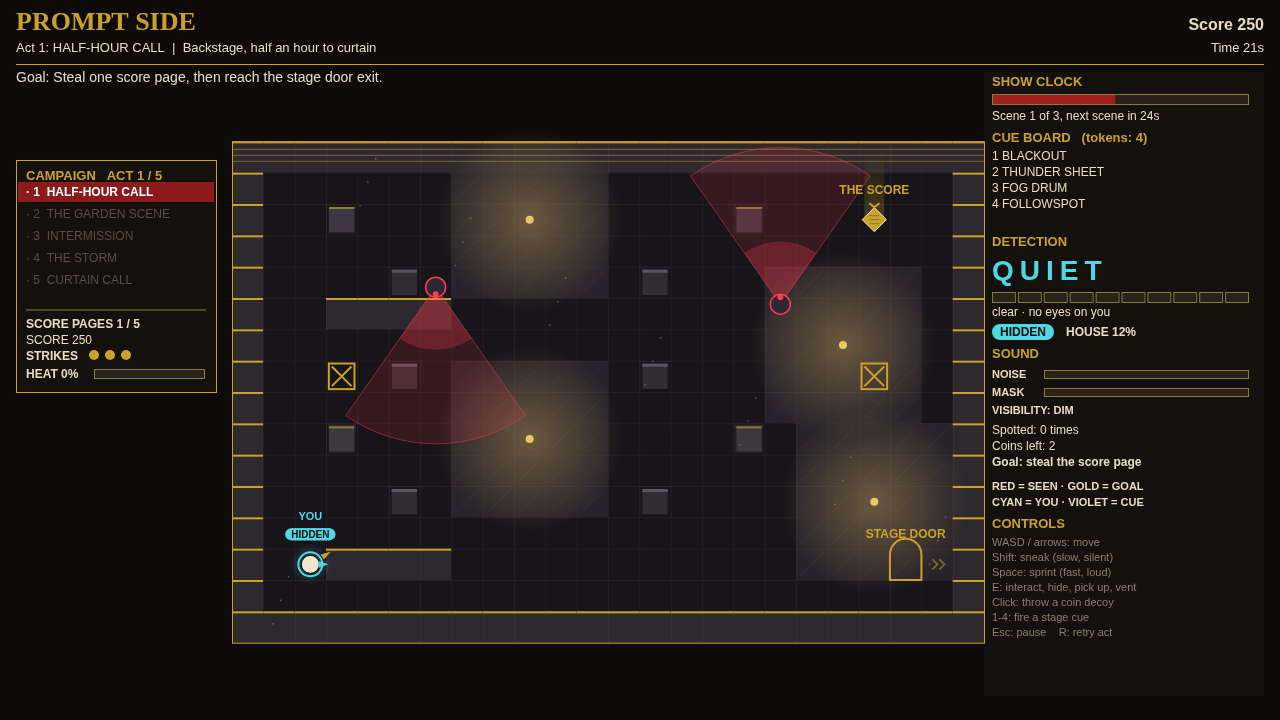 PROMPT SIDE
Score 250
Act 1: HALF-HOUR CALL | Backstage, half an hour to curtain
Time 21s
Goal: Steal one score page, then reach the stage door exit.
CAMPAIGN ACT 1 / 5
· 1 HALF-HOUR CALL
· 2 THE GARDEN SCENE
· 3 INTERMISSION
· 4 THE STORM
· 5 CURTAIN CALL
SCORE PAGES 1 / 5
SCORE 250
STRIKES
HEAT 0%
THE SCORE
YOU
HIDDEN
STAGE DOOR
SHOW CLOCK
Scene 1 of 3, next scene in 24s
CUE BOARD (tokens: 4)
1 BLACKOUT
2 THUNDER SHEET
3 FOG DRUM
4 FOLLOWSPOT
DETECTION
QUIET
clear · no eyes on you
HIDDEN HOUSE 12%
SOUND
NOISE
MASK
VISIBILITY: DIM
Spotted: 0 times
Coins left: 2
Goal: steal the score page
RED = SEEN · GOLD = GOAL
CYAN = YOU · VIOLET = CUE
CONTROLS
WASD / arrows: move
Shift: sneak (slow, silent)
Space: sprint (fast, loud)
E: interact, hide, pick up, vent
Click: throw a coin decoy
1-4: fire a stage cue
Esc: pause R: retry act